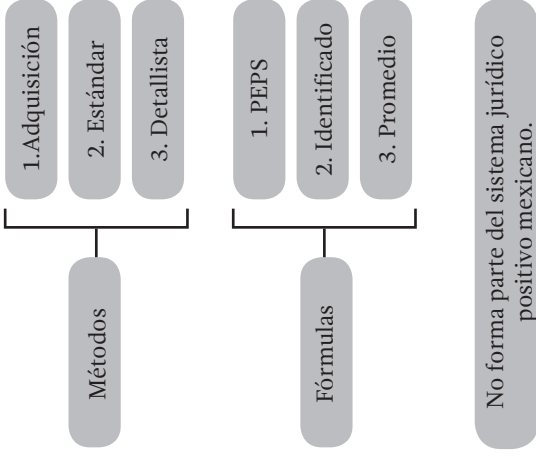 Métodos
1.Adquisición
2. Estándar
3. Detallista
Fórmulas
1. PEPS
2. Identificado
3. Promedio
No forma parte del sistema jurídico
positivo mexicano.